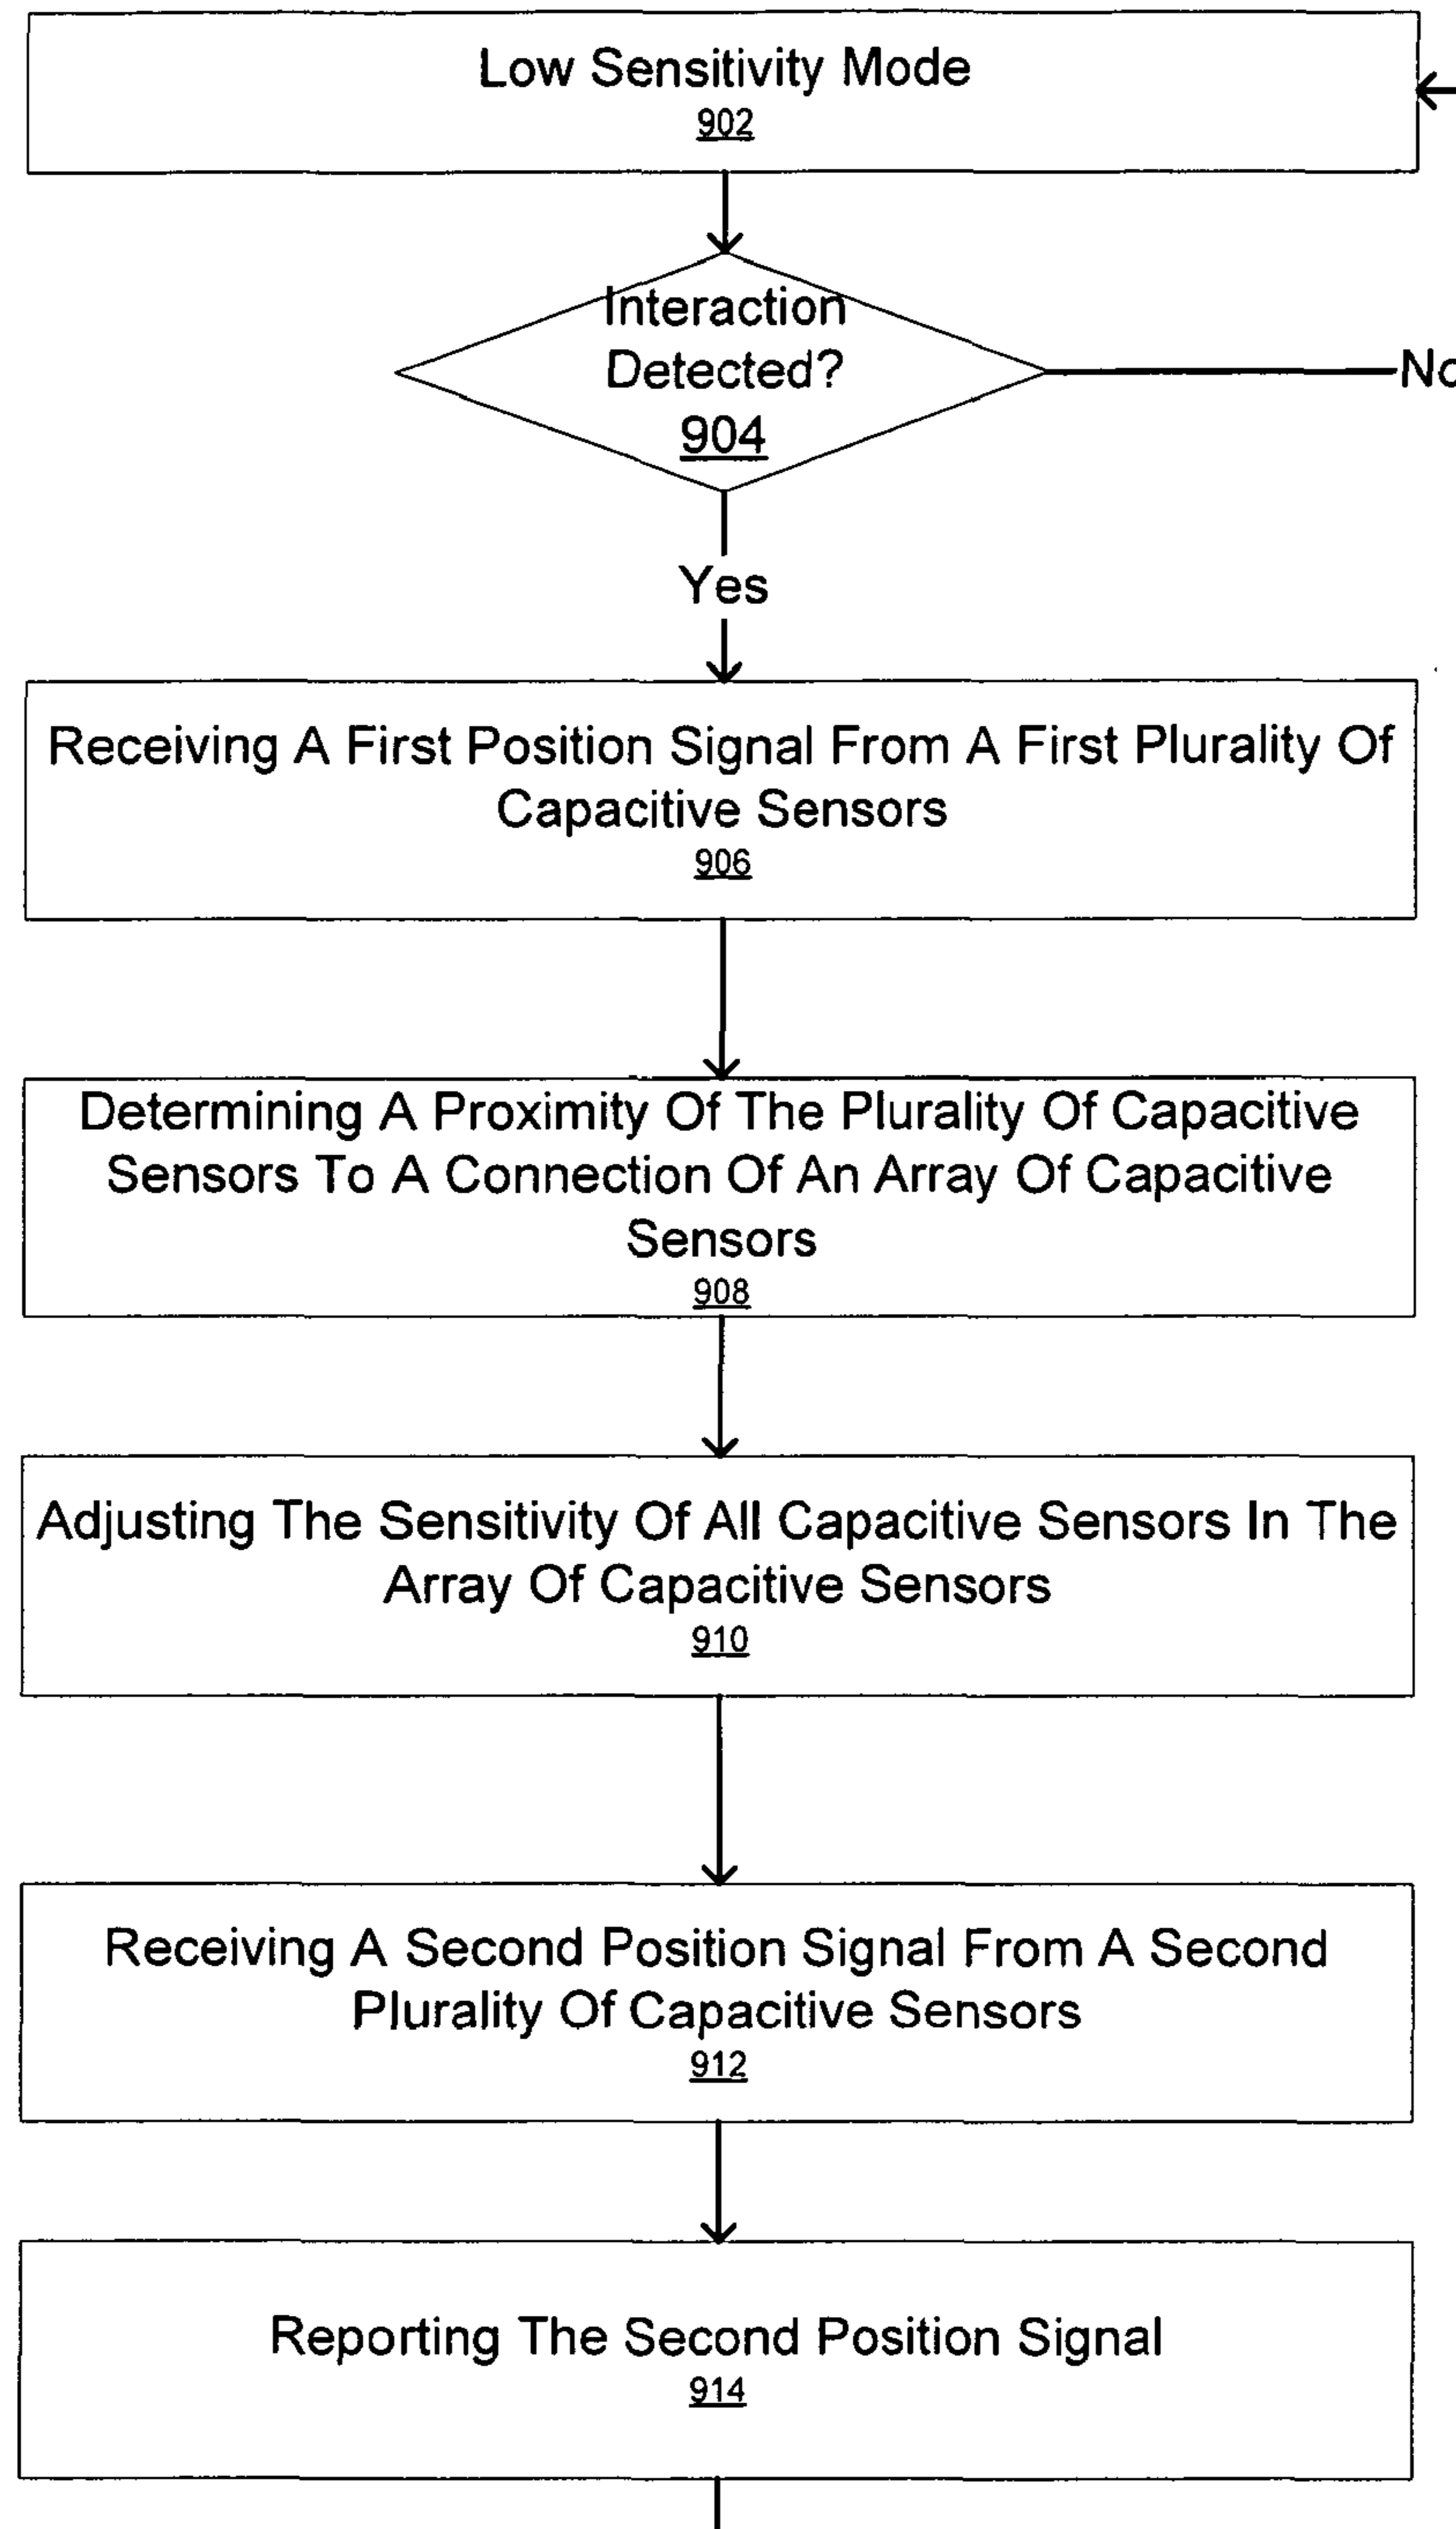 Low Sensitivity Mode
902
Interaction
Detected?
904
No
Yes
Receiving A First Position Signal From A First Plurality Of
Capacitive Sensors
906
Determining A Proximity Of The Plurality Of Capacitive
Sensors To A Connection Of An Array Of Capacitive
Sensors
908
Adjusting The Sensitivity Of All Capacitive Sensors In The
Array Of Capacitive Sensors
910
Receiving A Second Position Signal From A Second
Plurality Of Capacitive Sensors
912
Reporting The Second Position Signal
914